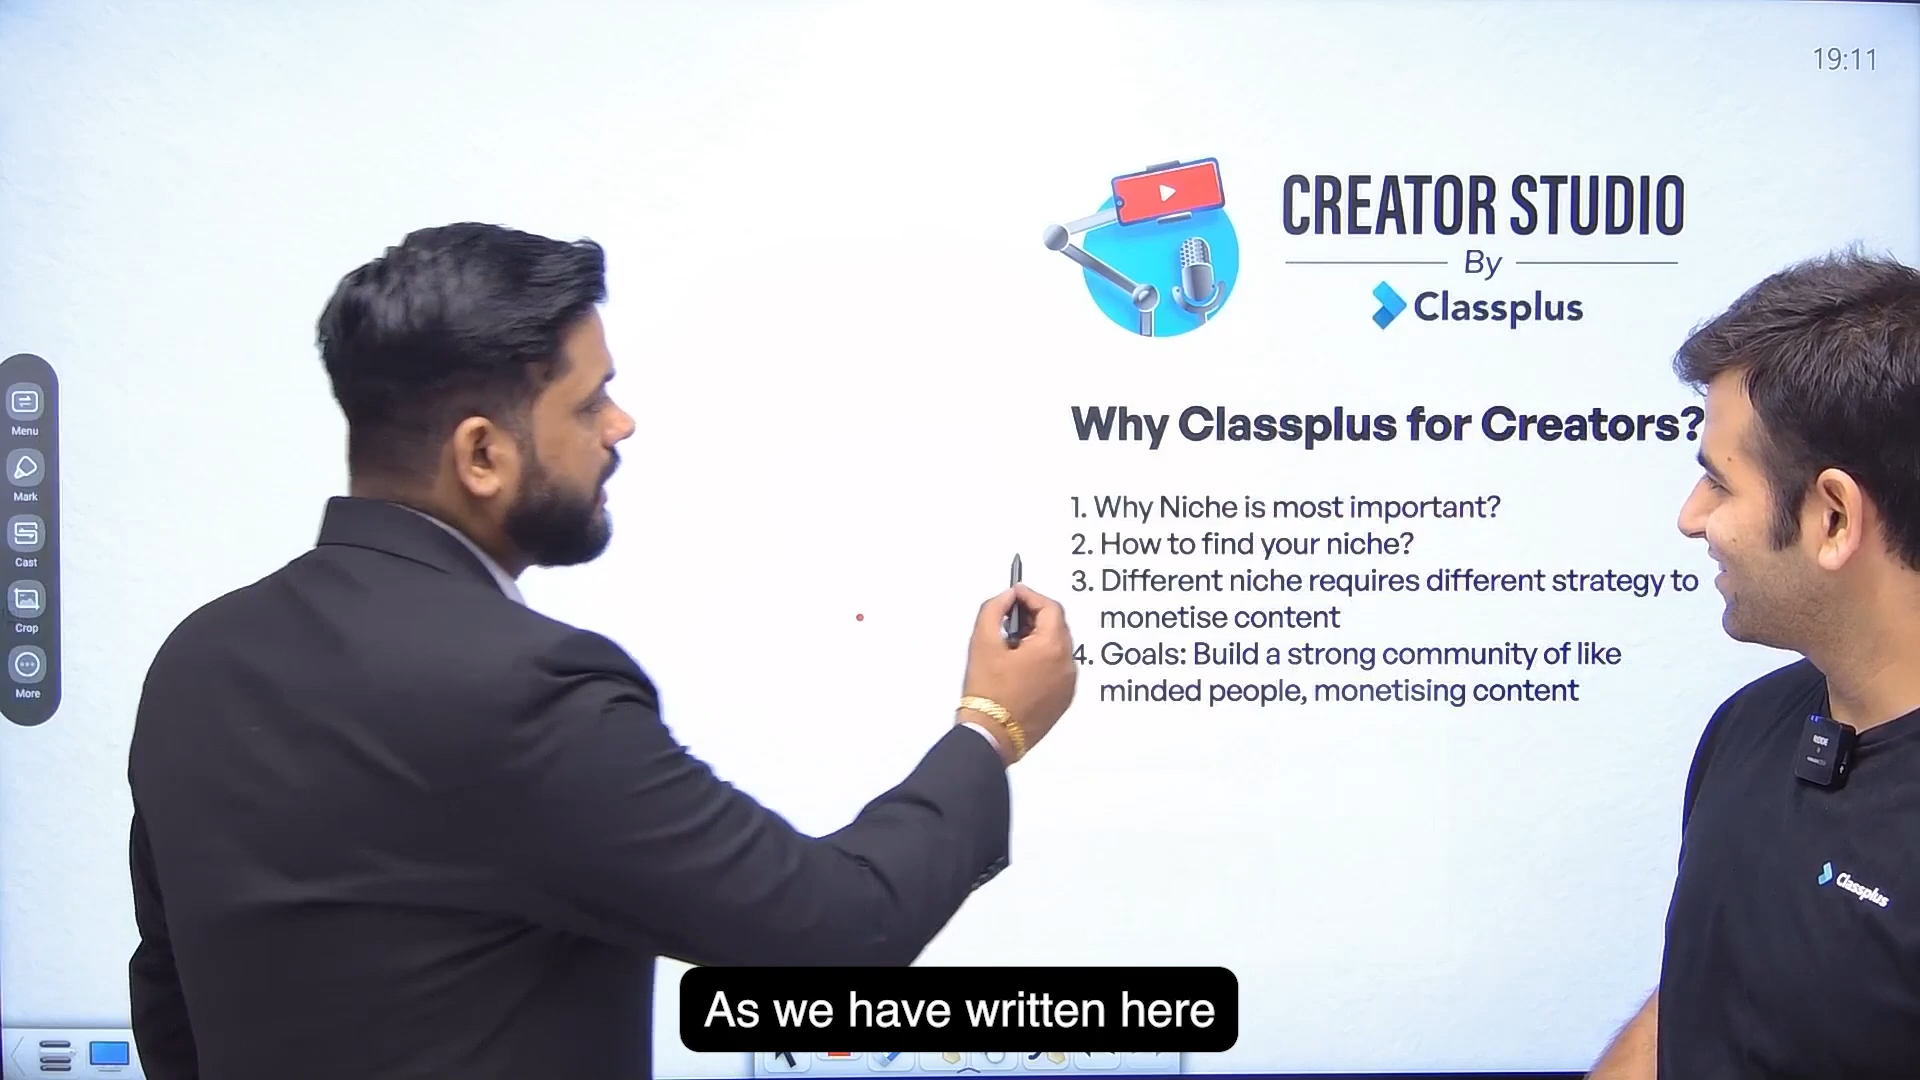 19:11
CREATOR STUDIO
By
Classplus
Why Classplus for Creators?
1. Why Niche is most important?
2. How to find your niche?
3. Different niche requires different strategy to
monetise content
4. Goals: Build a strong community of like
minded people, monetising content
Menu
Mark
Cast
Crop
More
RODE
Classplus
As we have written here